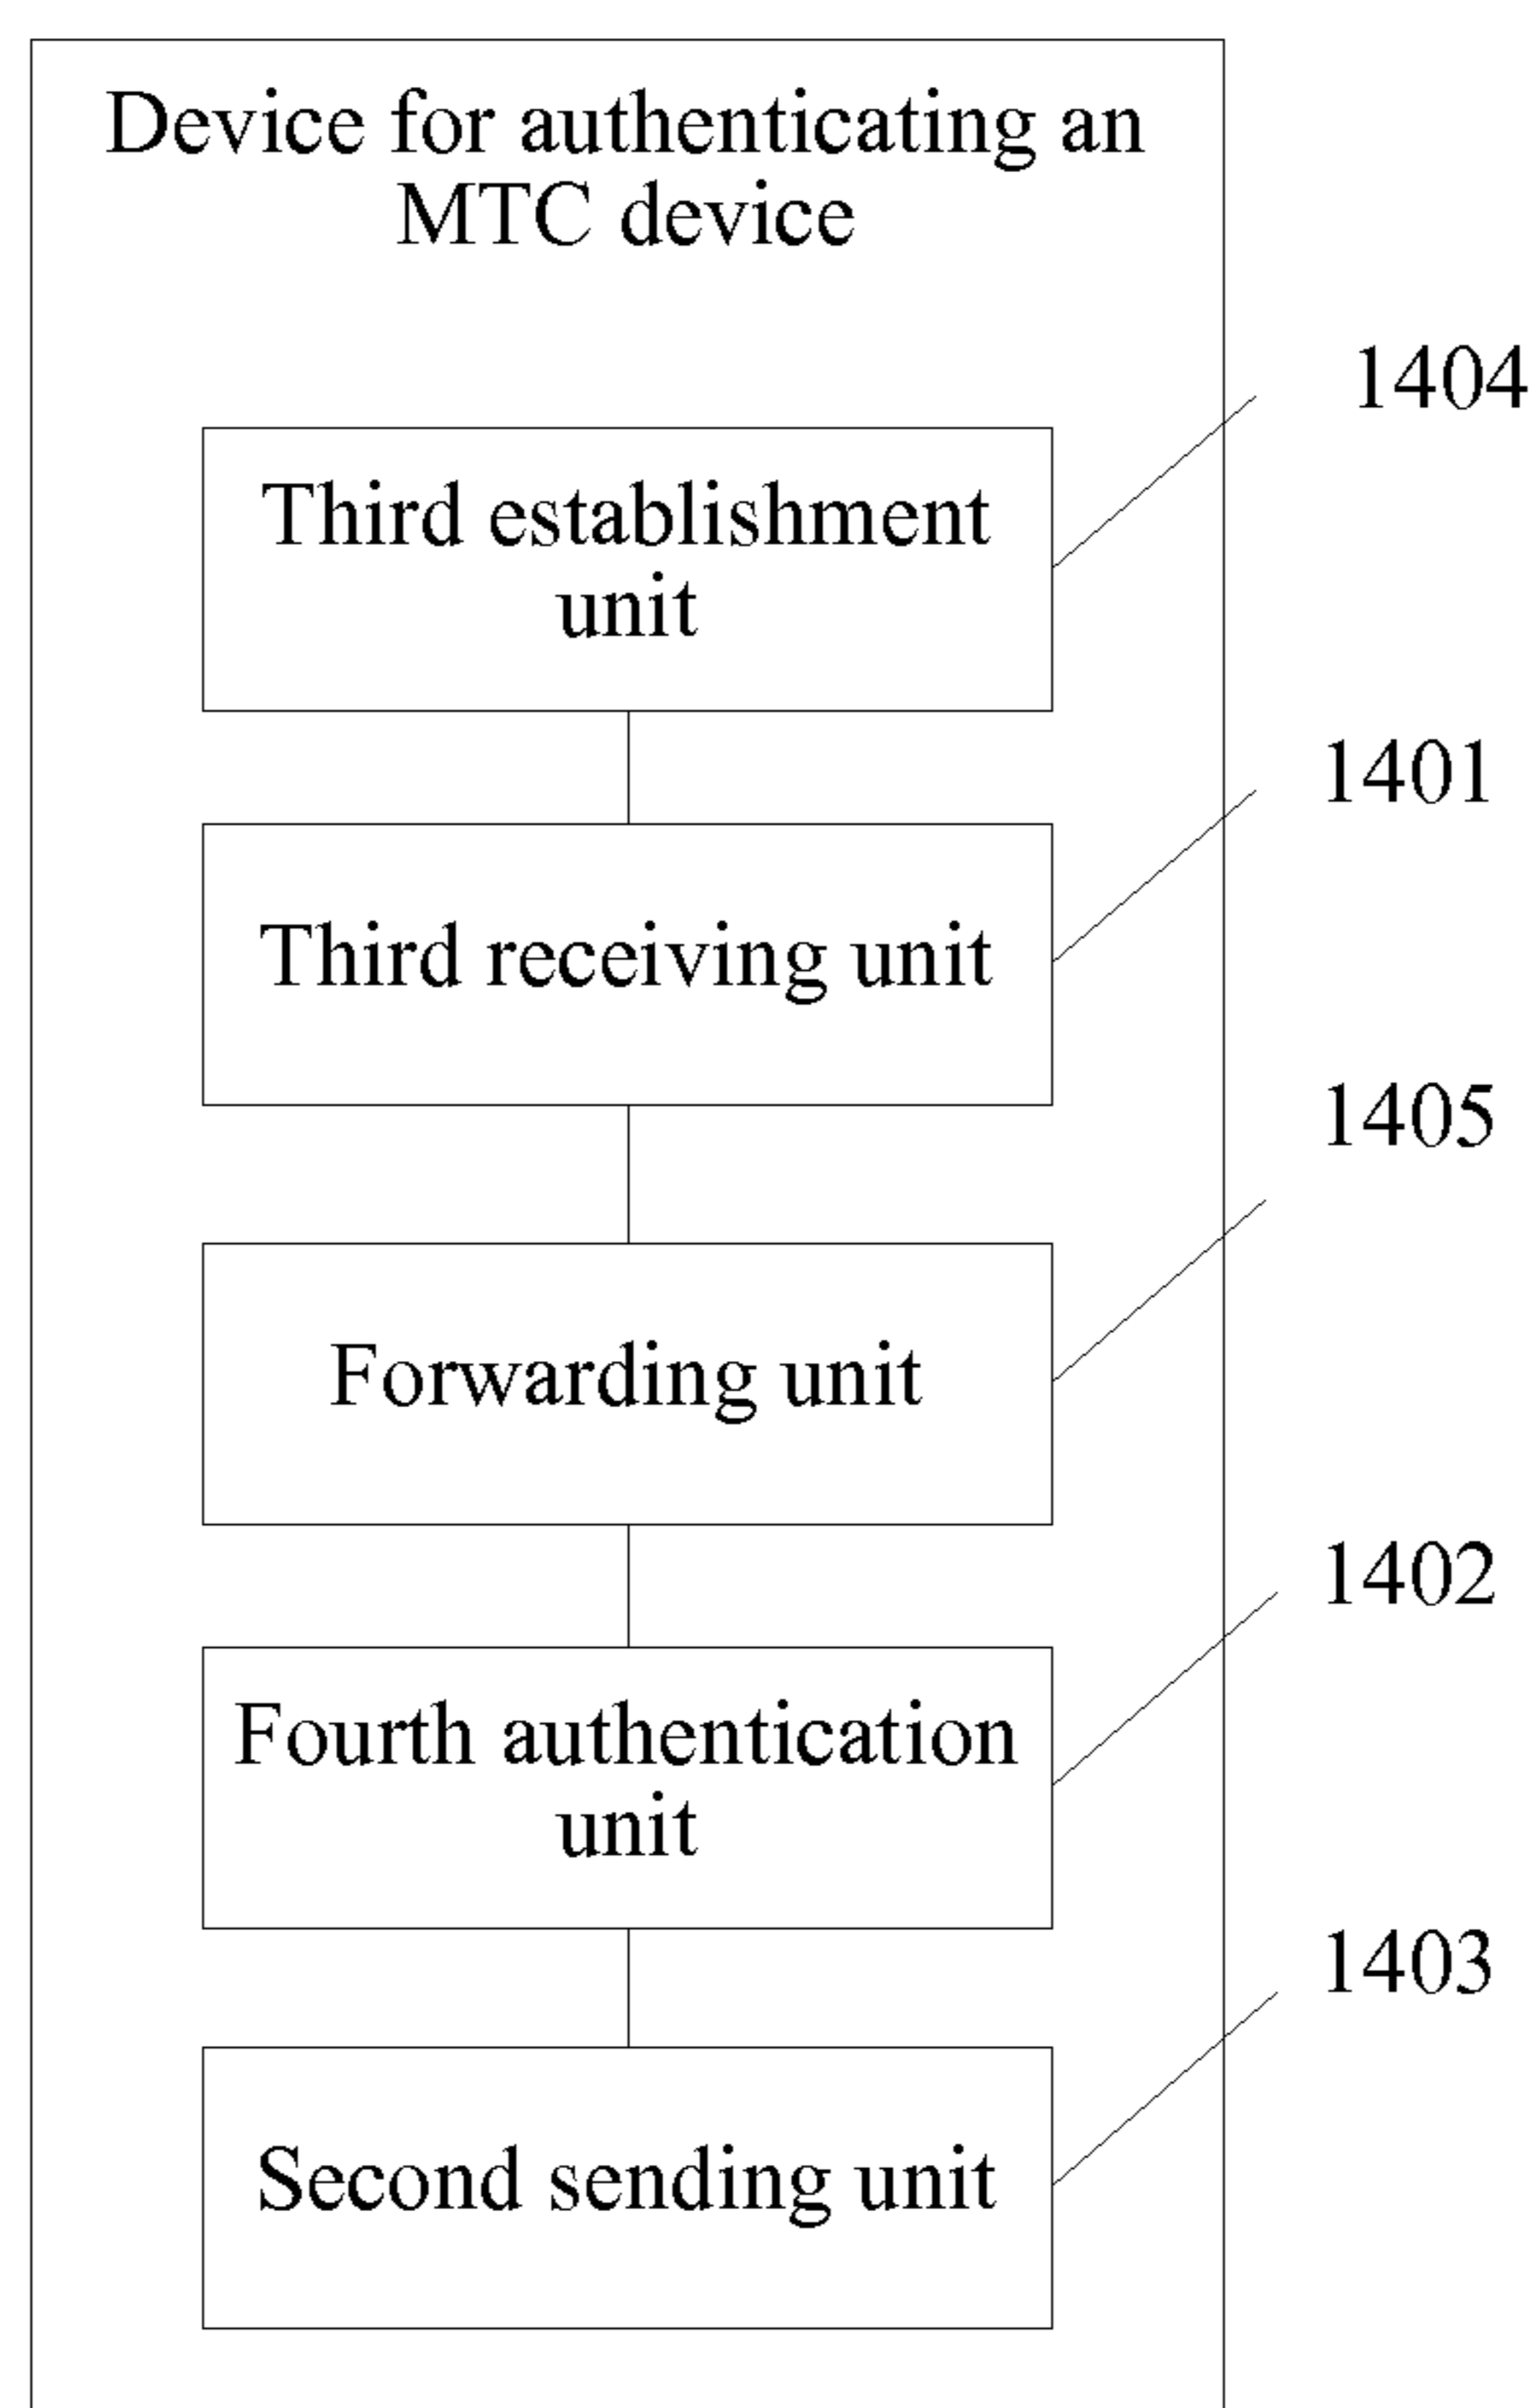 Device for authenticating an
MTC device
1404
Third establishment
unit
1401
Third receiving unit
1405
Forwarding unit
1402
Fourth authentication
unit
1403
Second sending unit